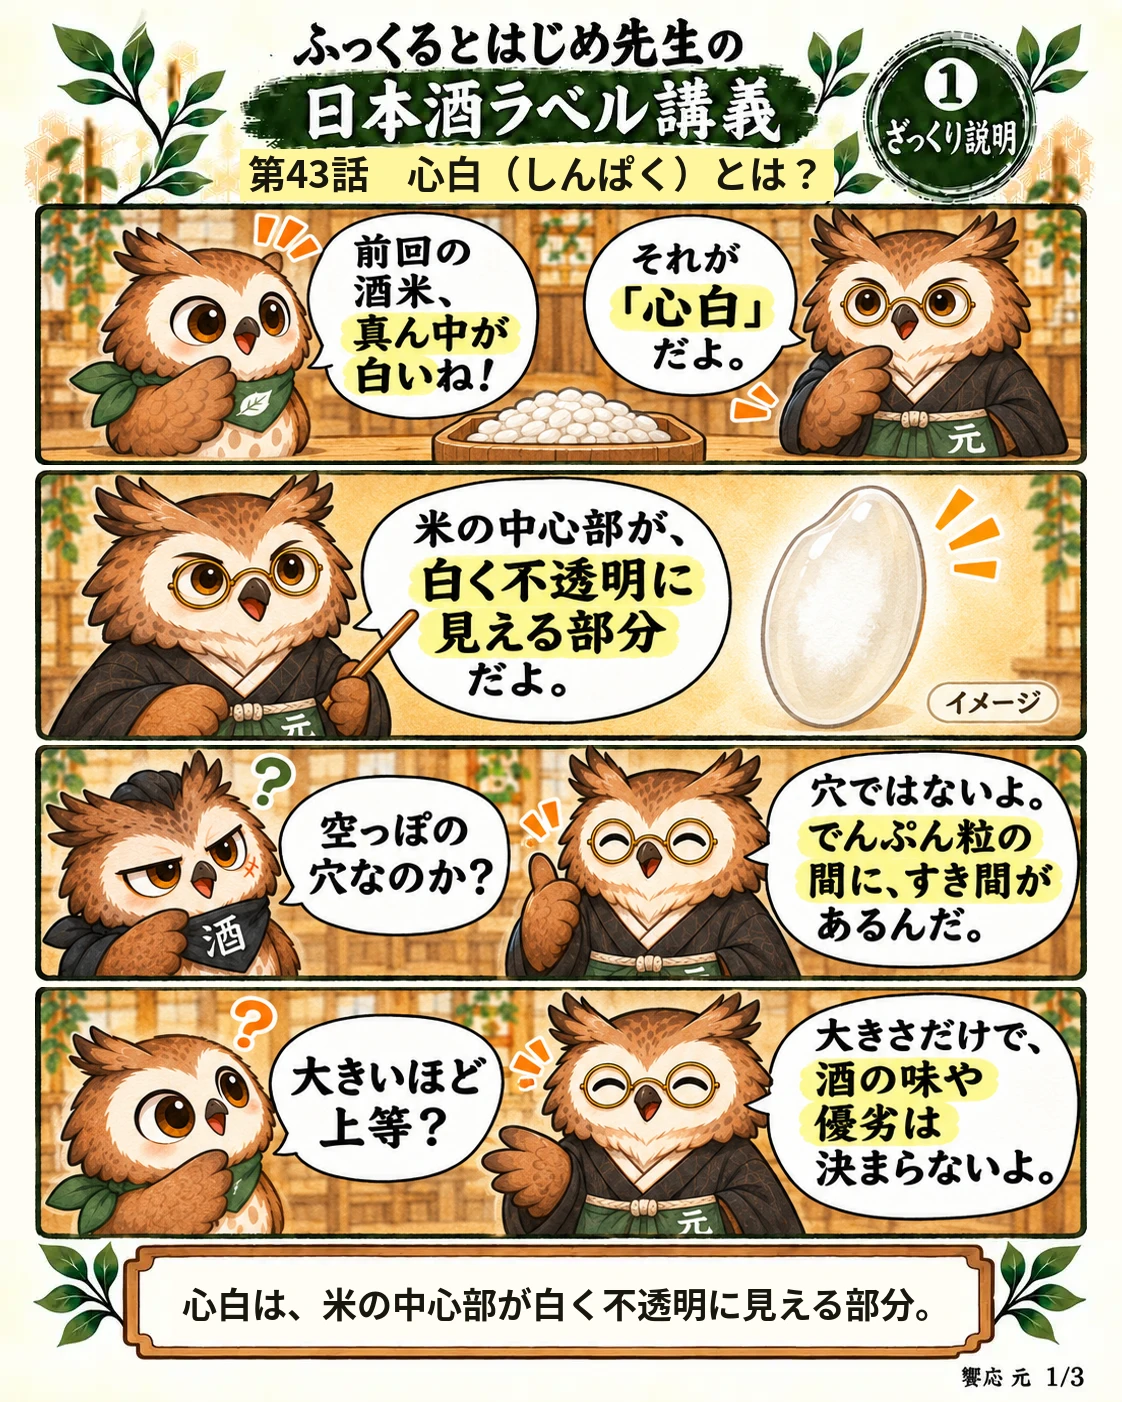 ふっくるとはじめ先生の
日本酒ラベル講義
1
ざっくり説明
第43話　心白（しんぱく）とは？
前回の
酒米、
真ん中が
白いね！
それが
「心白」
だよ。
元
米の中心部が、
白く不透明に
見える部分
だよ。
元
イメージ
空っぽの
穴なのか？
酒
穴ではないよ。
でんぷん粒の
間に、すき間が
あるんだ。
大きいほど
上等？
大きさだけで、
酒の味や
優劣は
決まらないよ。
元
心白は、米の中心部が白く不透明に見える部分。
饗応 元 1/3